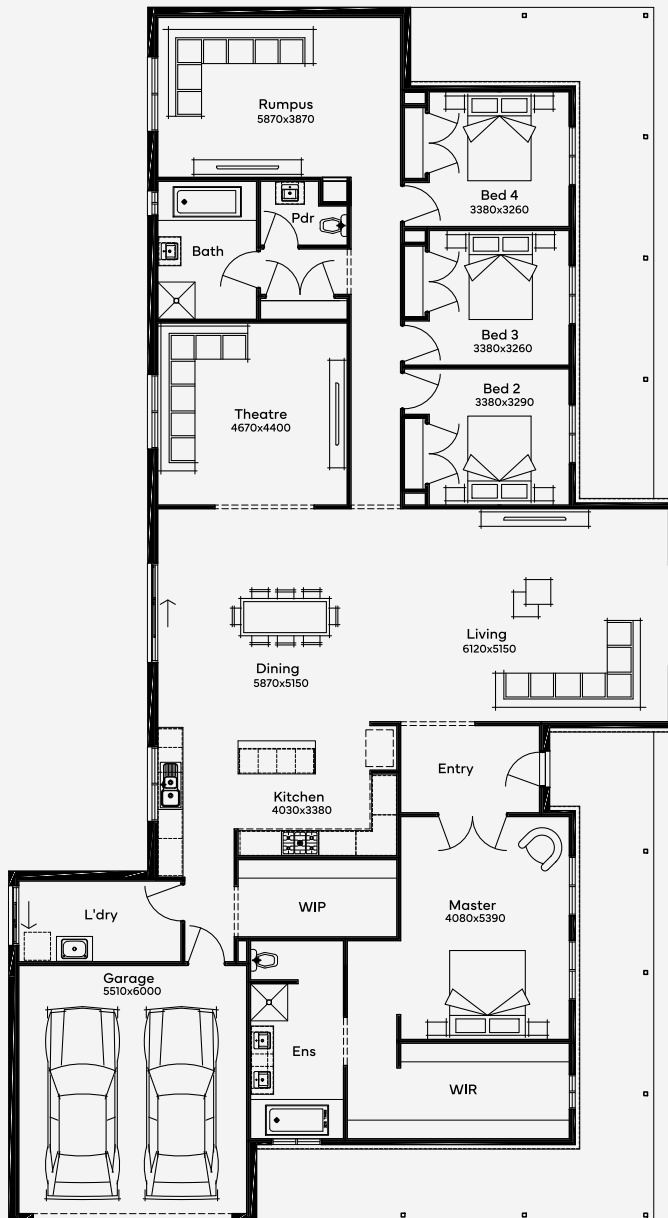 Rumpus
5870x3870
Bed 4
3380x3260
Pdr
Bath
Bed 3
3380x3260
Bed 2
3380x3290
Theatre
4670x4400
Living
6120x5150
Dining
5870x5150
Entry
Kitchen
4030x3380
WIP
Master
4080x5390
L'dry
Garage
5510x6000
Ens
WIR